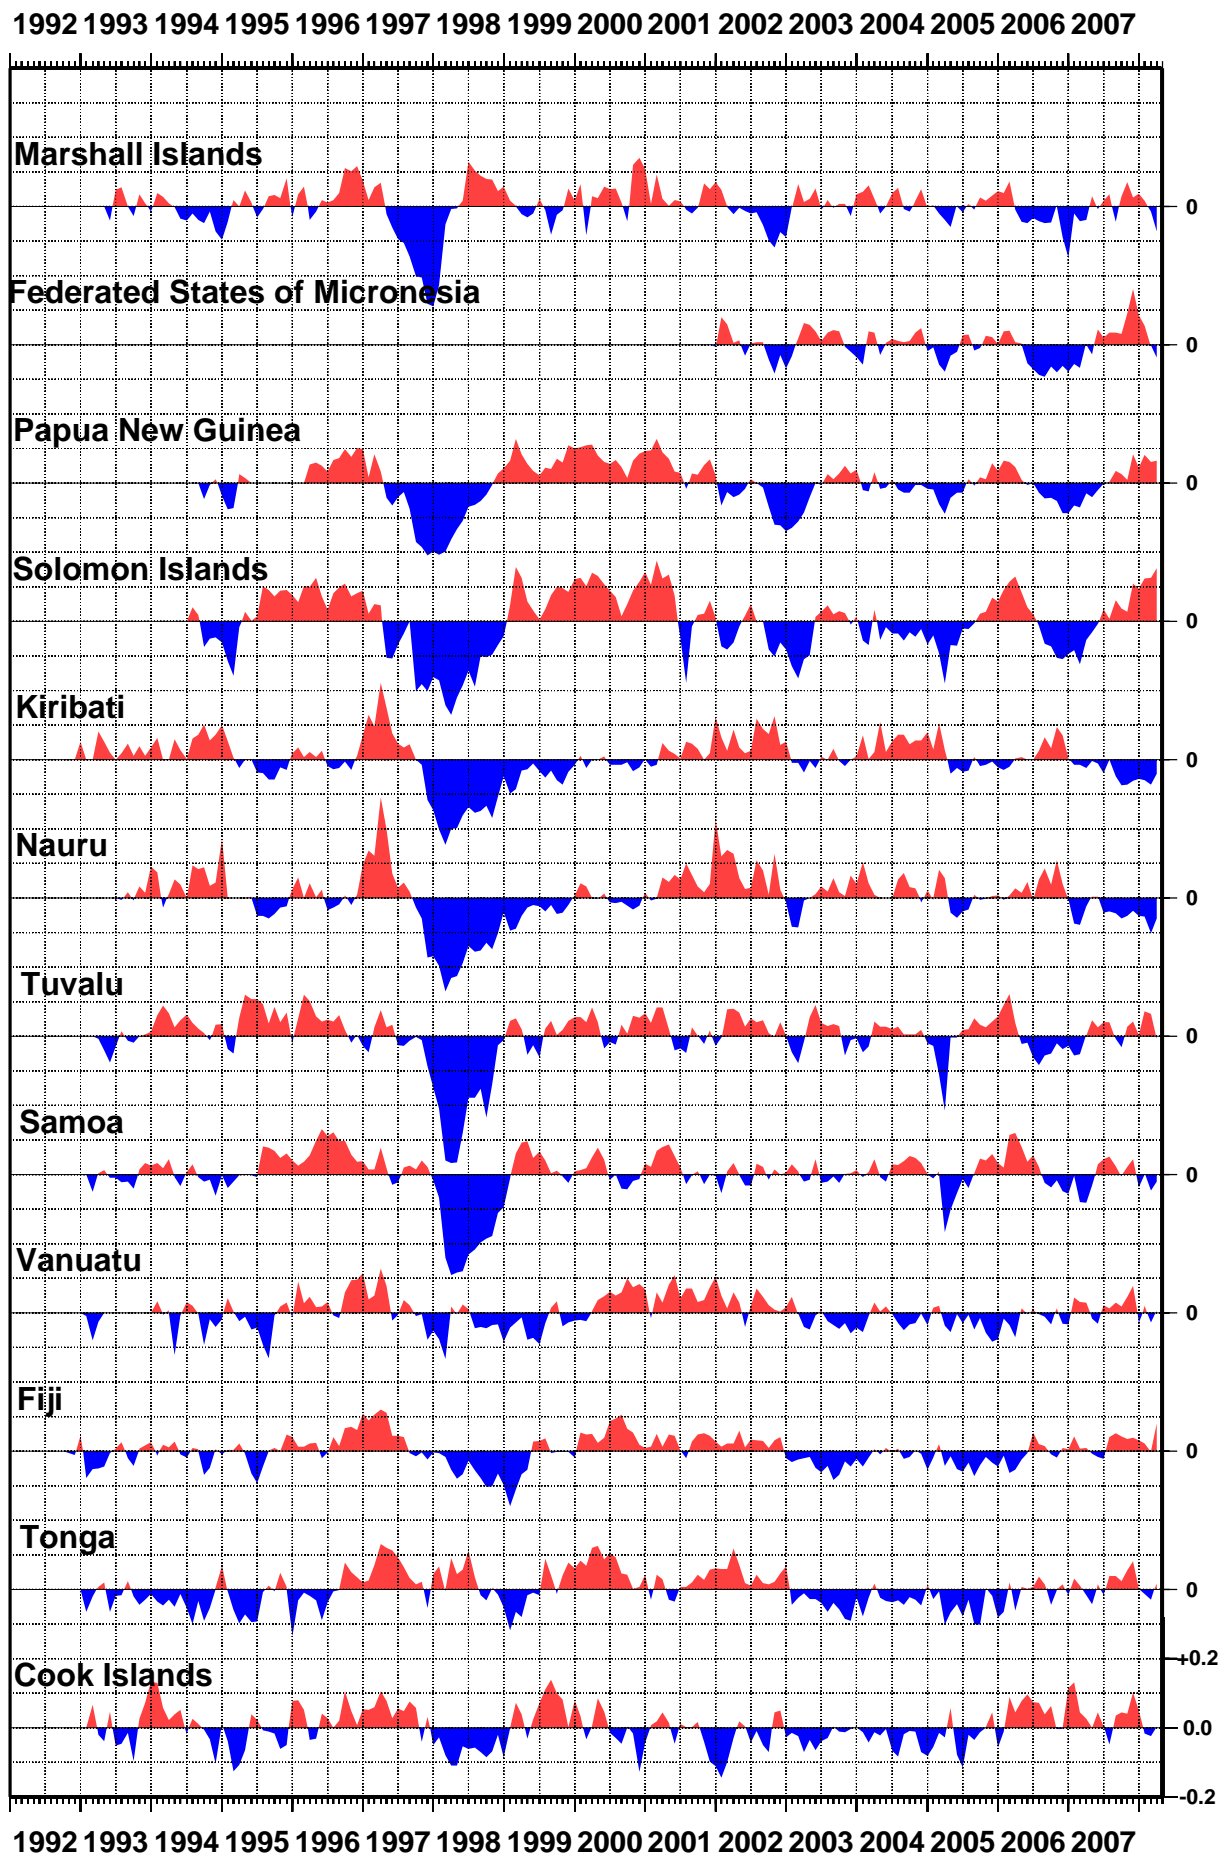 1992 1993 1994 1995 1996 1997 1998 1999 2000 2001 2002 2003 2004 2005 2006 2007
Marshall Islands
0
Federated States of Micronesia
0
Papua New Guinea
0
Solomon Islands
0
Kiribati
0
Nauru
0
Tuvalu
0
Samoa
0
Vanuatu
0
Fiji
0
Tonga
0
+0.2
Cook Islands
0.0
-0.2
1992 1993 1994 1995 1996 1997 1998 1999 2000 2001 2002 2003 2004 2005 2006 2007